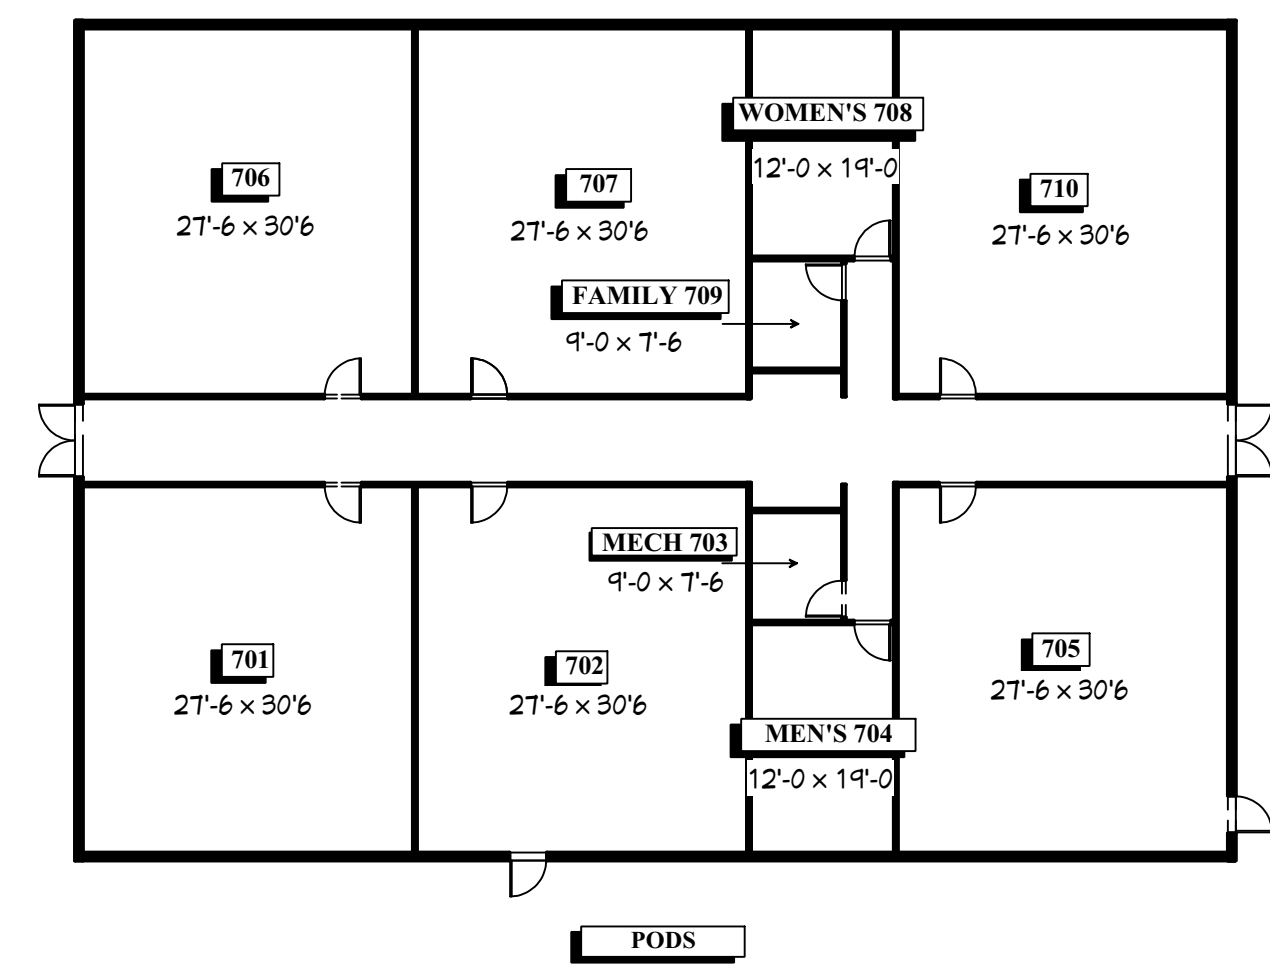 WOMEN'S 708
12'-0 x 19'-0
706
27'-6 x 30'6
707
27'-6 x 30'6
710
27'-6 x 30'6
FAMILY 709
9'-0 x 7'-6
MECH 703
9'-0 x 7'-6
701
27'-6 x 30'6
702
27'-6 x 30'6
705
27'-6 x 30'6
MEN'S 704
12'-0 x 19'-0
PODS